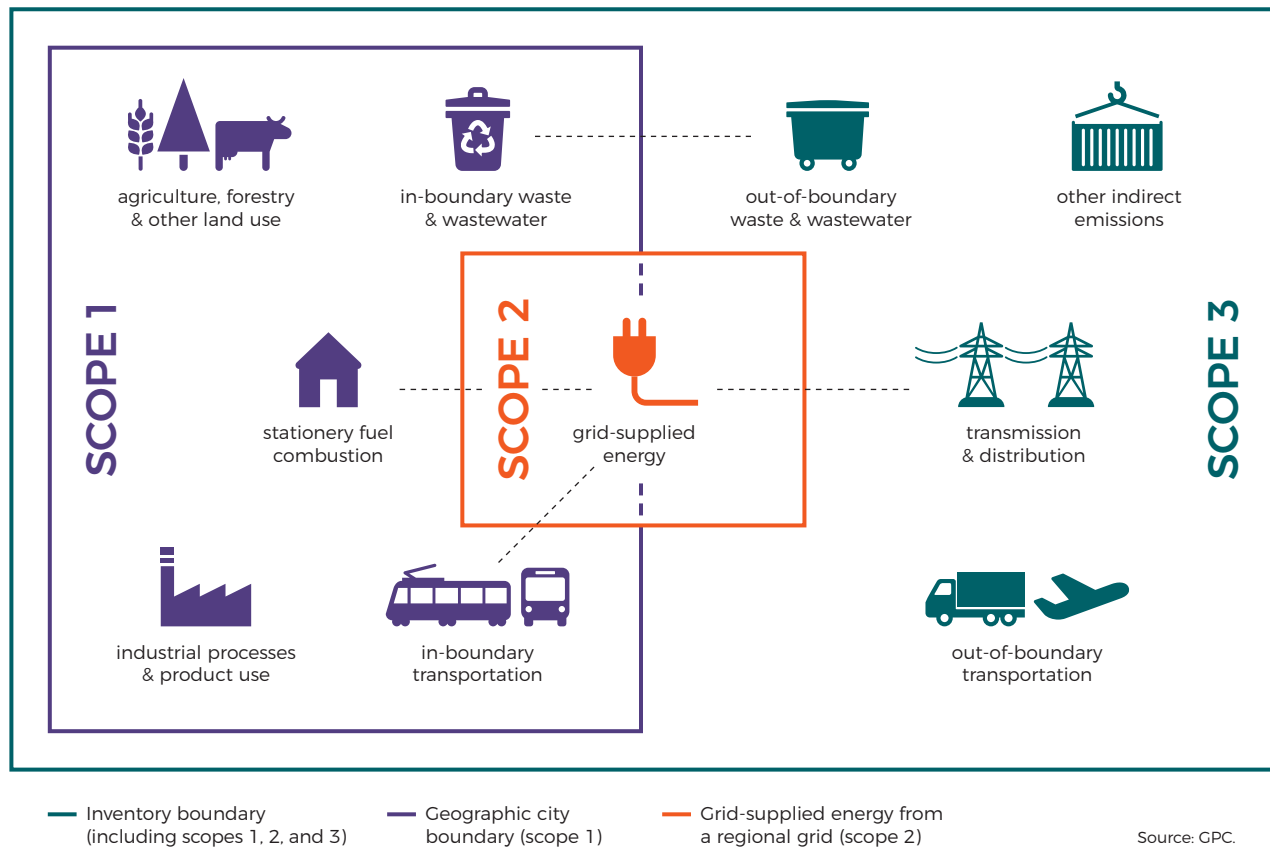 agriculture, forestry
& other land use
in-boundary waste
& wastewater
out-of-boundary
waste & wastewater
other indirect
emissions
SCOPE 1
stationery fuel
combustion
SCOPE 2
grid-supplied
energy
transmission
& distribution
SCOPE 3
industrial processes
& product use
in-boundary
transportation
out-of-boundary
transportation
Inventory boundary
(including scopes 1, 2, and 3)
Geographic city
boundary (scope 1)
Grid-supplied energy from
a regional grid (scope 2)
Source: GPC.